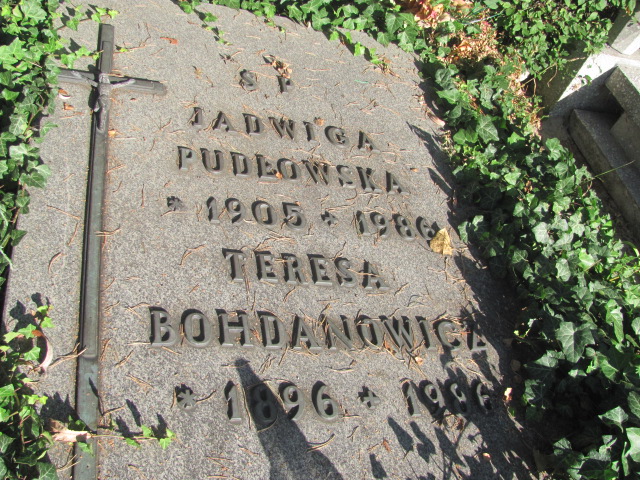 Ś P
JADWIGA
PUDŁOWSKA
* 1905 + 1986
TERESA
BOHDANOWICZ
* 1896 +